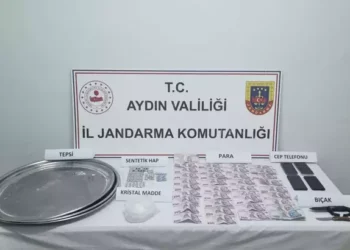 T.C.
AYDIN VALİLİĞİ
İL JANDARMA KOMUTANLIĞI
TEPSİ
SENTETİK HAP
PARA
CEP TELEFONU
KRİSTAL MADDE
BIÇAK